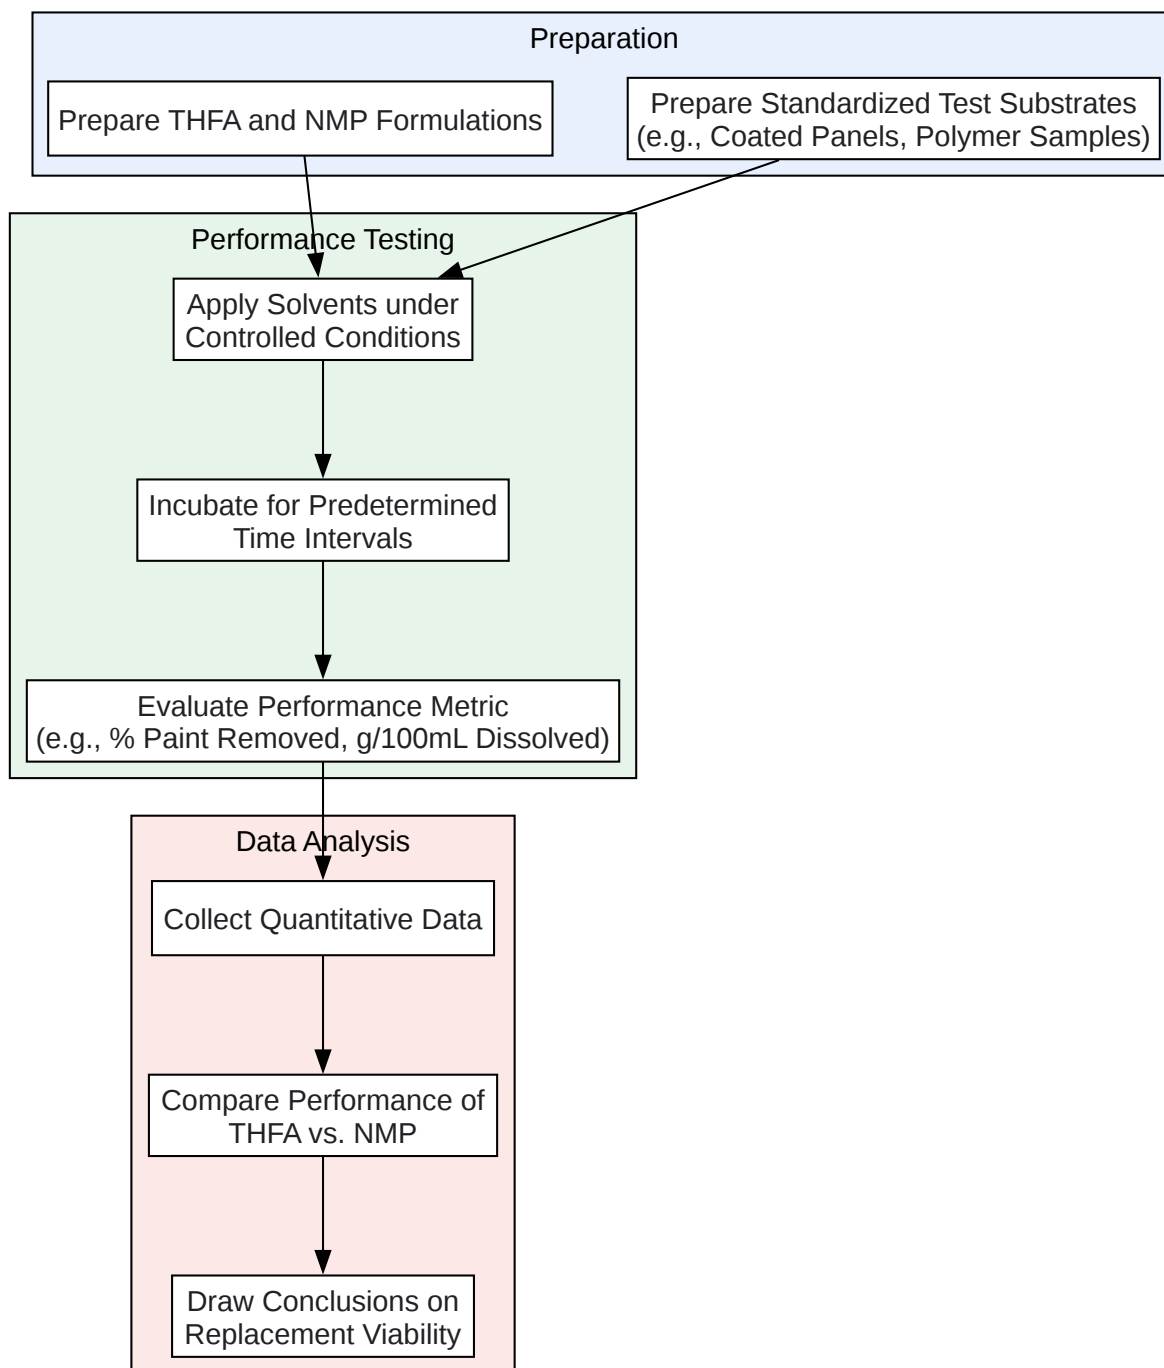 Preparation
Prepare THFA and NMP Formulations
Prepare Standardized Test Substrates
(e.g., Coated Panels, Polymer Samples)
Performance Testing
Apply Solvents under
Controlled Conditions
Incubate for Predetermined
Time Intervals
Evaluate Performance Metric
(e.g., % Paint Removed, g/100mL Dissolved)
Data Analysis
Collect Quantitative Data
Compare Performance of
THFA vs. NMP
Draw Conclusions on
Replacement Viability